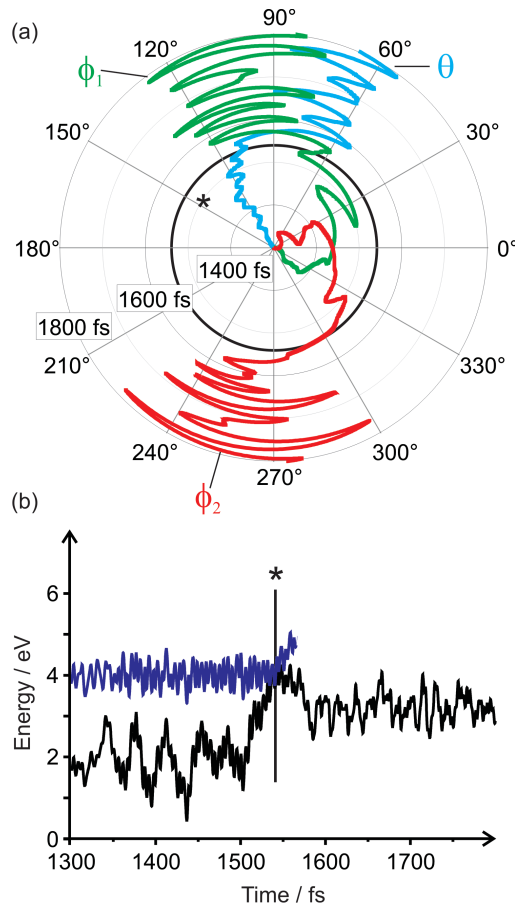 (a)
90°
120°
60°
ϕ1
θ
150°
30°
*
180°
0°
1400 fs
1600 fs
1800 fs
210°
330°
240°
300°
270°
ϕ2
(b)
*
6
4
2
0
Energy / eV
1300
1400
1500
1600
1700
Time / fs